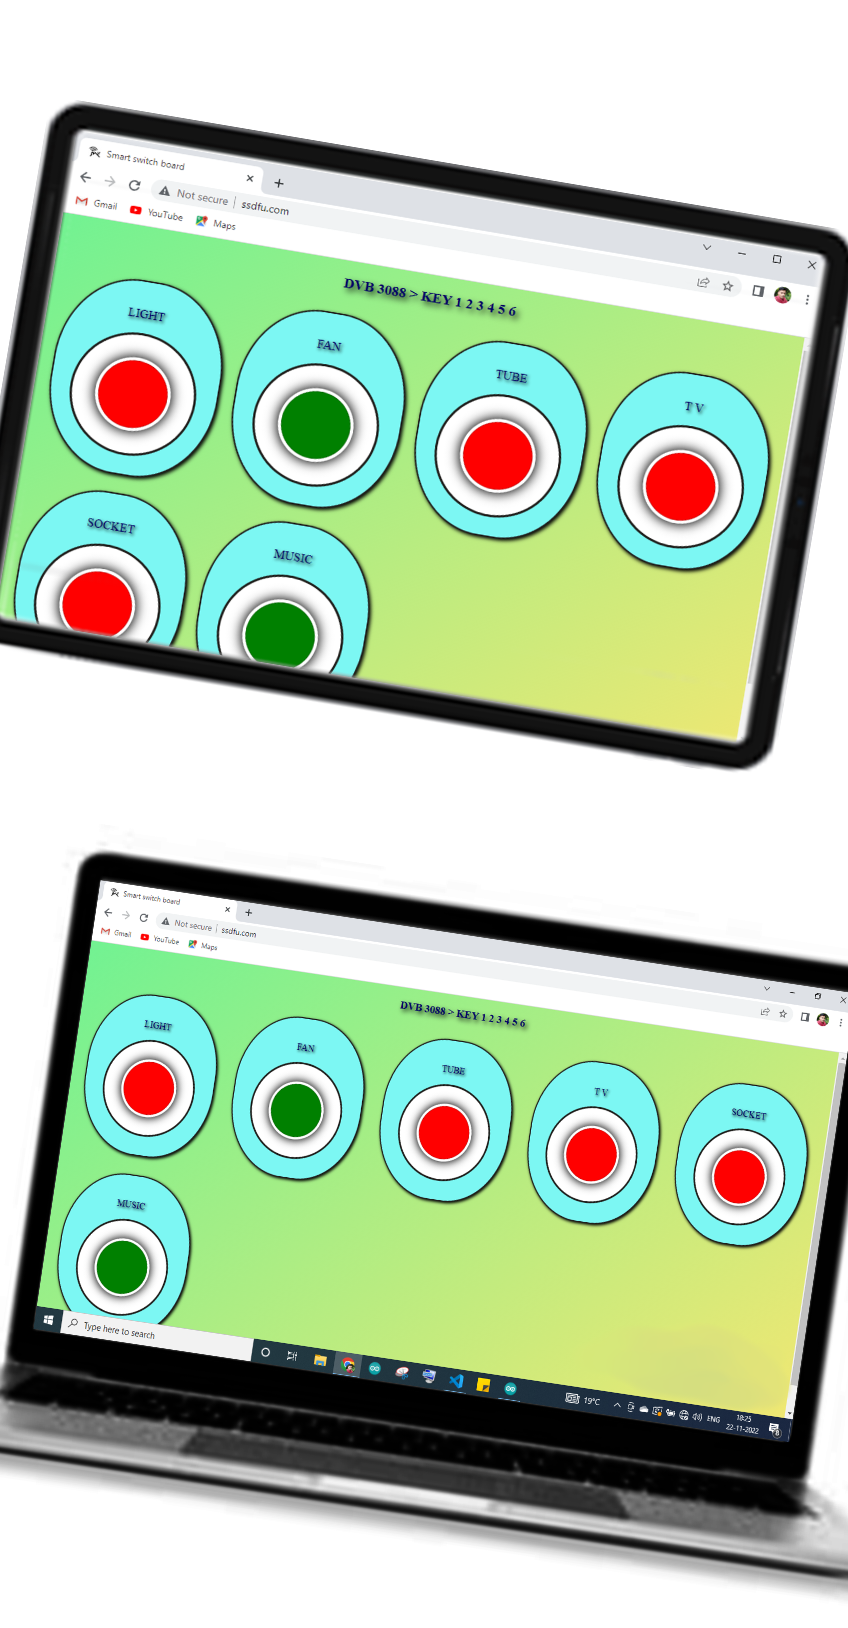 Smart switch board
Not secure | ssdfu.com
Gmail YouTube Maps
DVB 3088 > KEY 1 2 3 4 5 6
LIGHT
FAN
TUBE
T V
SOCKET
MUSIC
Smart switch board
Not secure | ssdfu.com
Gmail YouTube Maps
DVB 3088 > KEY 1 2 3 4 5 6
LIGHT
FAN
TUBE
T V
SOCKET
MUSIC
Type here to search
19°C
ENG
18:25
22-11-2022
8